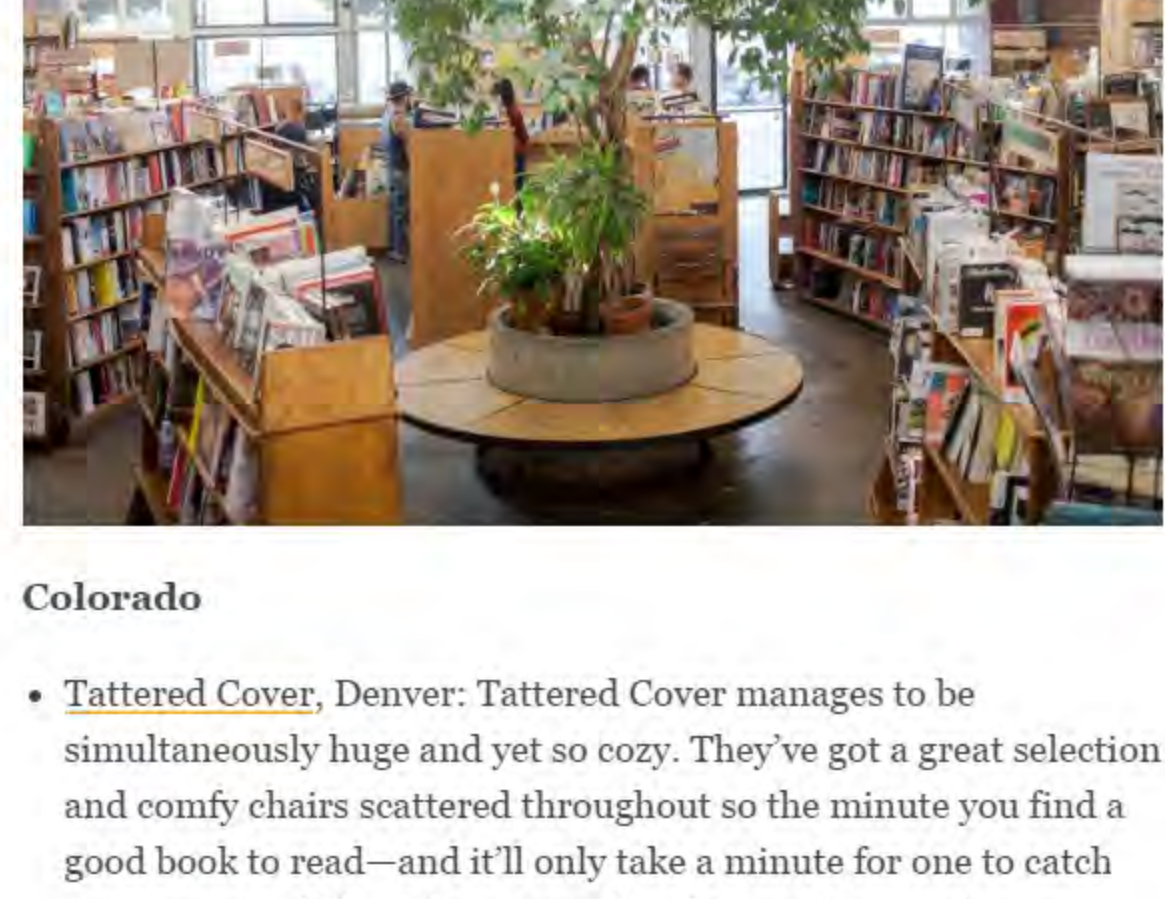 Colorado
• Tattered Cover, Denver: Tattered Cover manages to be
simultaneously huge and yet so cozy. They’ve got a great selection
and comfy chairs scattered throughout so the minute you find a
good book to read—and it’ll only take a minute for one to catch